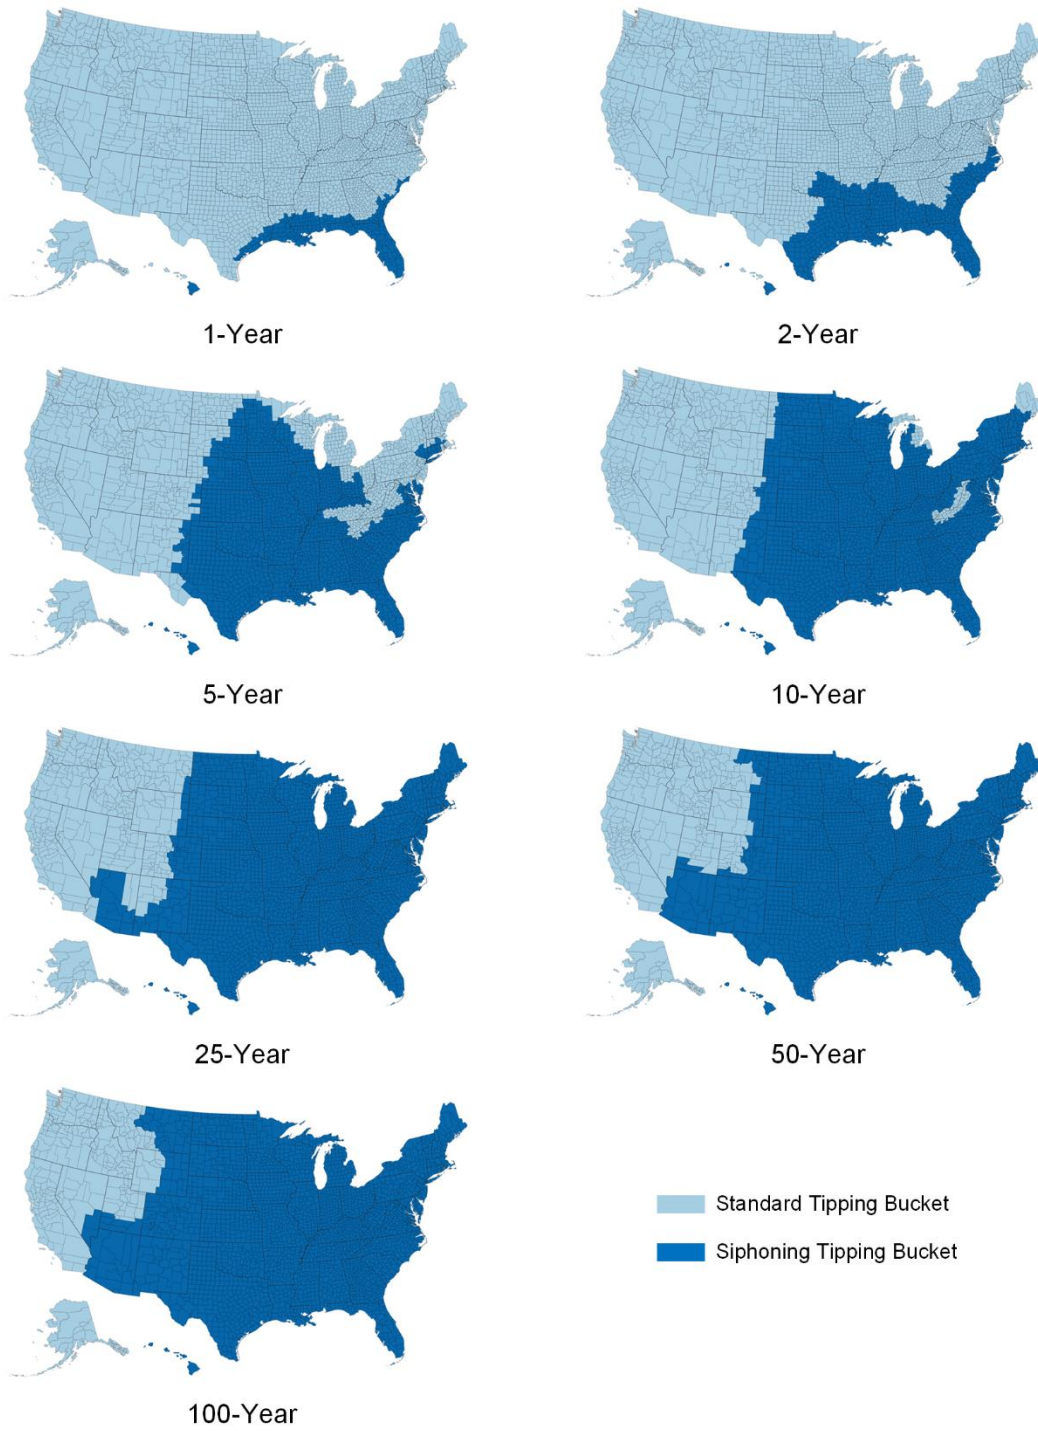 1-Year
2-Year
5-Year
10-Year
25-Year
50-Year
Standard Tipping Bucket
Siphoning Tipping Bucket
100-Year